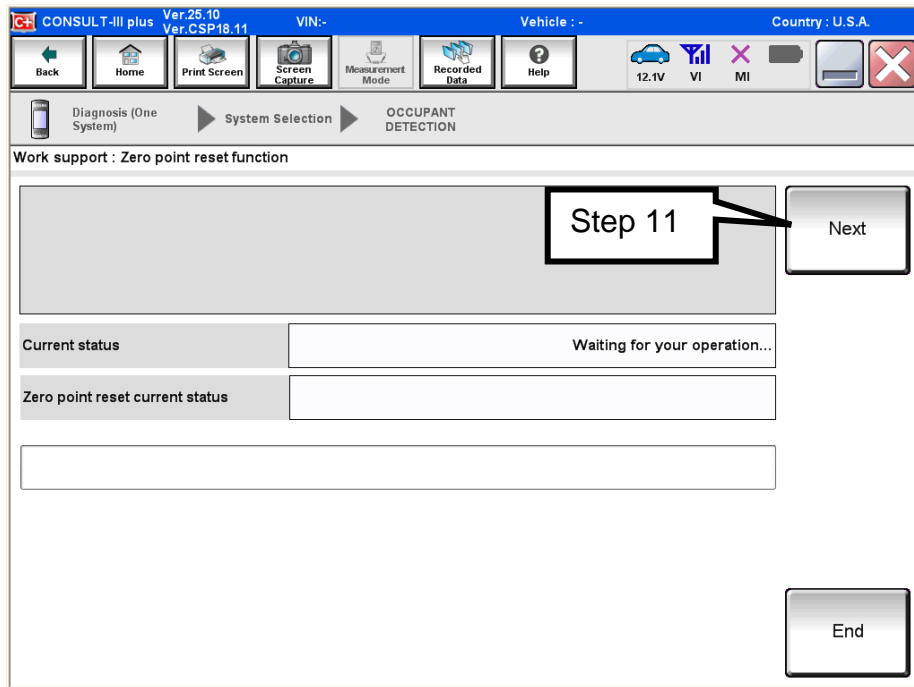 C+ CONSULT-III plus Ver.25.10 VIN:- Vehicle : - Country : U.S.A.
Ver.CSP18.11
Back
Home
Print Screen
Screen
Capture
Measurement
Mode
Recorded
Data
Help
12.1V VI MI
Diagnosis (One
System)
System Selection
OCCUPANT
DETECTION
Work support : Zero point reset function
Step 11
Next
Current status
Waiting for your operation...
Zero point reset current status
End